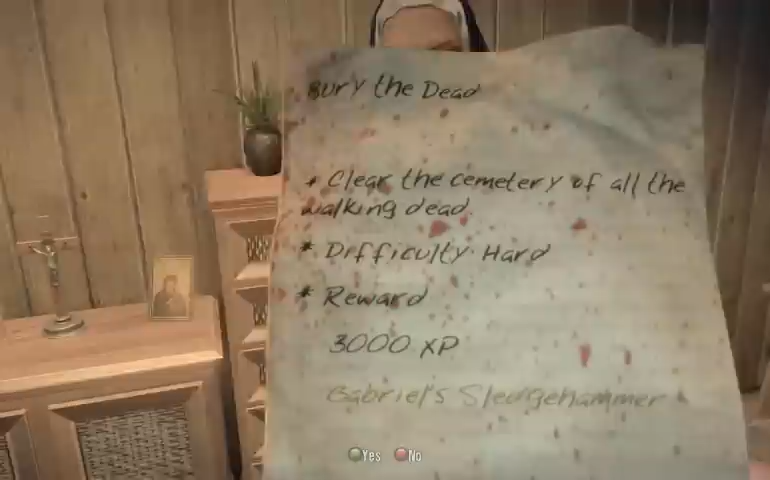 Bury the Dead
* Clear the cemetery of all the
walking dead
* Difficulty: Hard
* Reward
3000 XP
Gabriel's Sledgehammer
Yes No